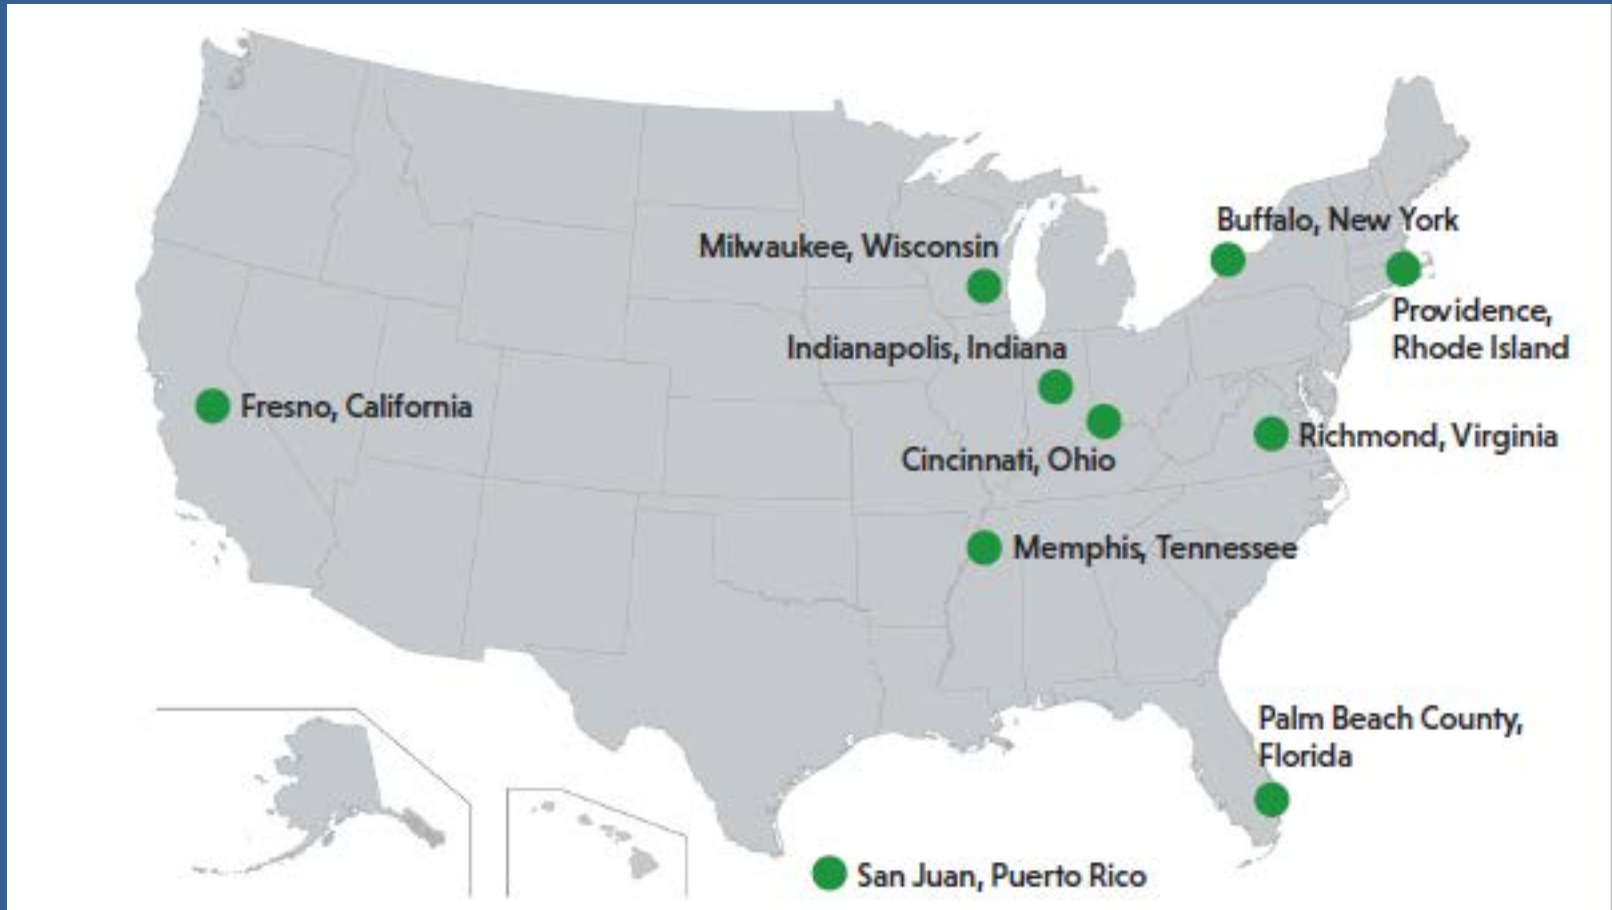 Buffalo, New York
Milwaukee, Wisconsin
Providence,
Rhode Island
Indianapolis, Indiana
Fresno, California
Richmond, Virginia
Cincinnati, Ohio
Memphis, Tennessee
Palm Beach County,
Florida
San Juan, Puerto Rico